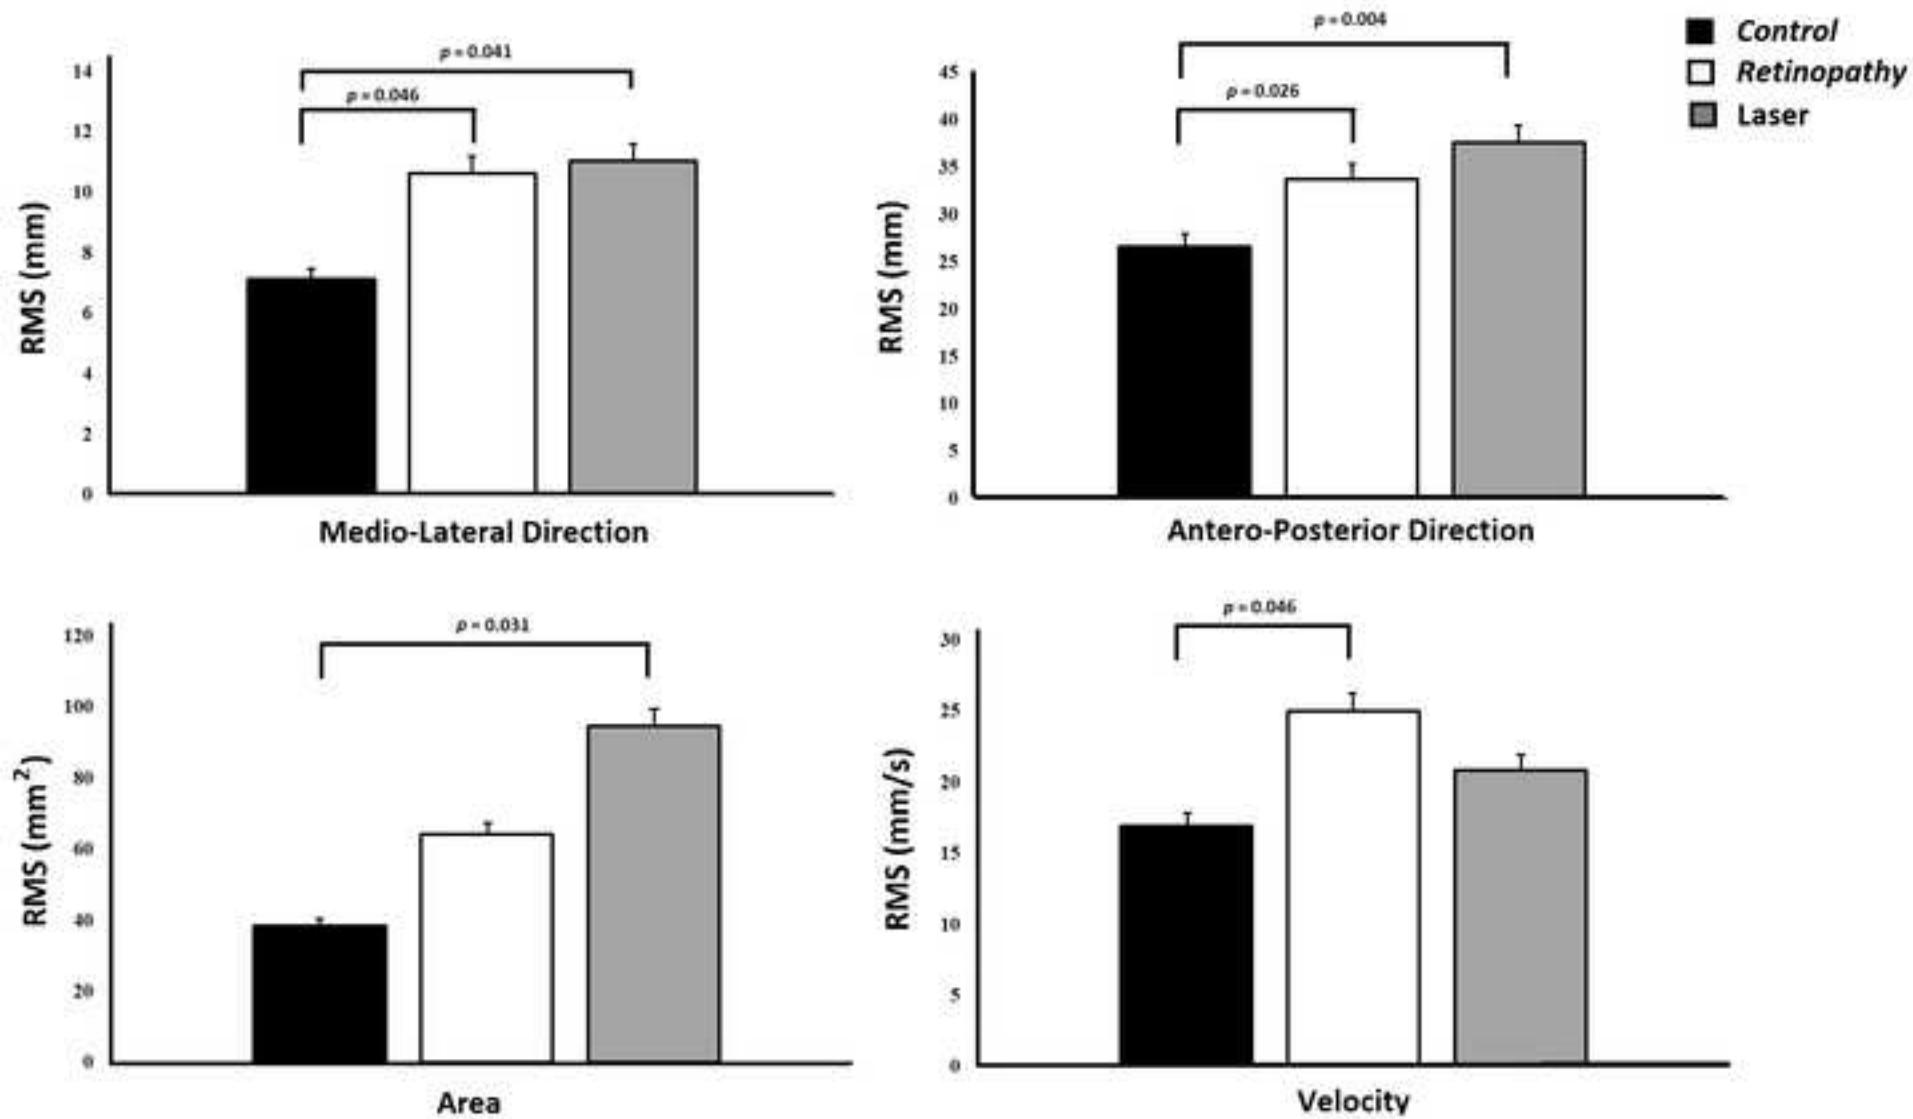 p = 0.041
p = 0.046
14
12
10
8
6
4
2
0
RMS (mm)
Medio-Lateral Direction
p = 0.004
p = 0.026
45
40
35
30
25
20
15
10
5
0
RMS (mm)
Antero-Posterior Direction
Control
Retinopathy
Laser
p = 0.031
120
100
80
60
40
20
0
RMS (mm²)
Area
p = 0.046
30
25
20
15
10
5
0
RMS (mm/s)
Velocity